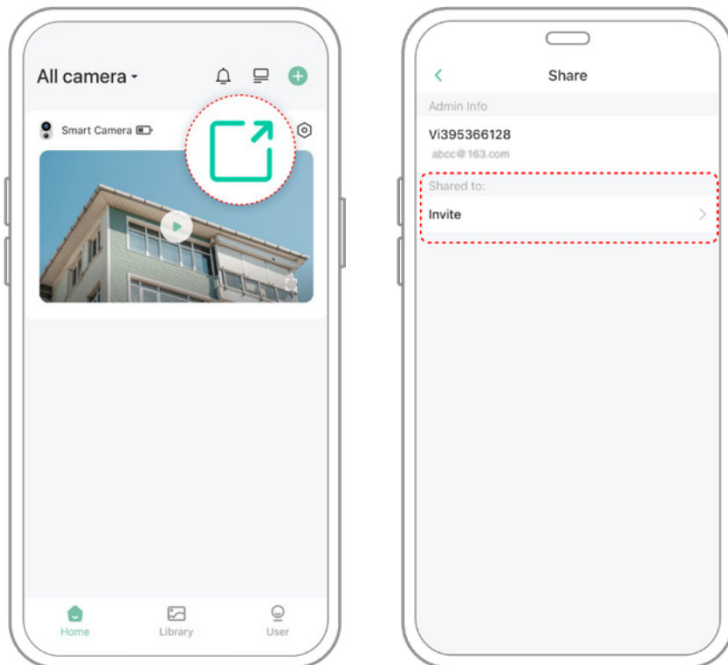 All camera
Smart Camera
Home
Library
User
Share
Admin Info
Vi395366128
abcc@163.com
Shared to:
Invite